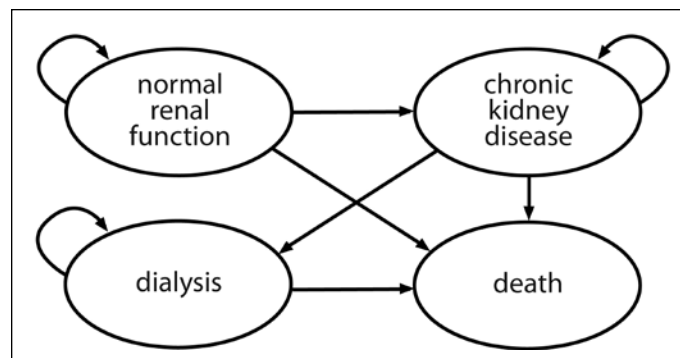 normal
renal
function
chronic
kidney
disease
dialysis
death